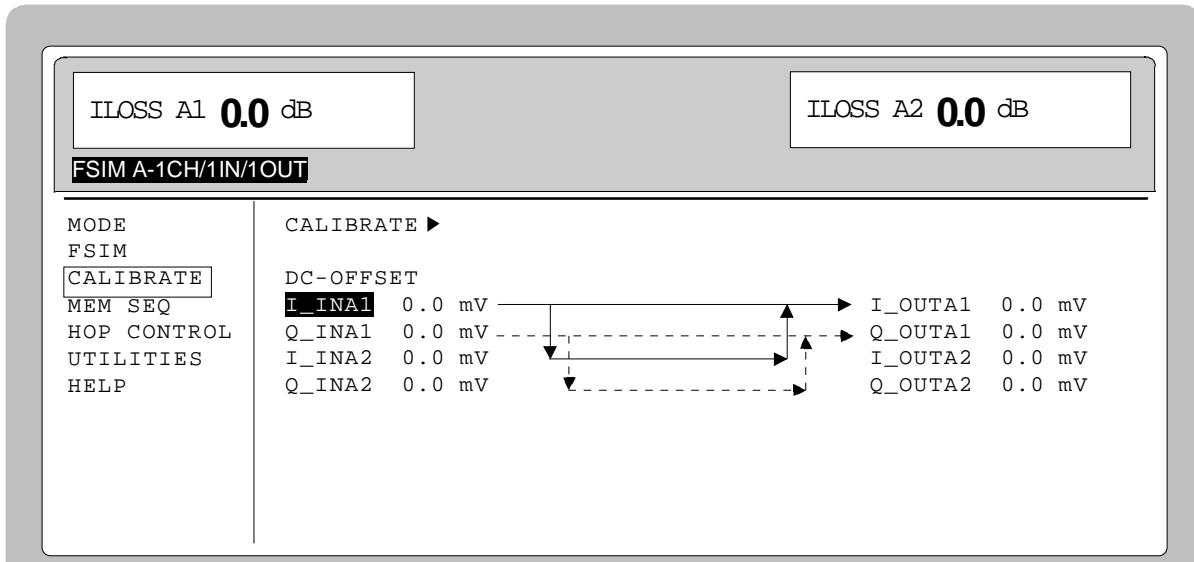 ILOSS A1 0.0 dB
ILOSS A2 0.0 dB
FSIM A-1CH/1IN/1OUT
MODE
FSIM
CALIBRATE
MEM SEQ
HOP CONTROL
UTILITIES
HELP
CALIBRATE
DC-OFFSET
I_INA1 0.0 mV I_OUTA1 0.0 mV
Q_INA1 0.0 mV Q_OUTA1 0.0 mV
I_INA2 0.0 mV I_OUTA2 0.0 mV
Q_INA2 0.0 mV Q_OUTA2 0.0 mV